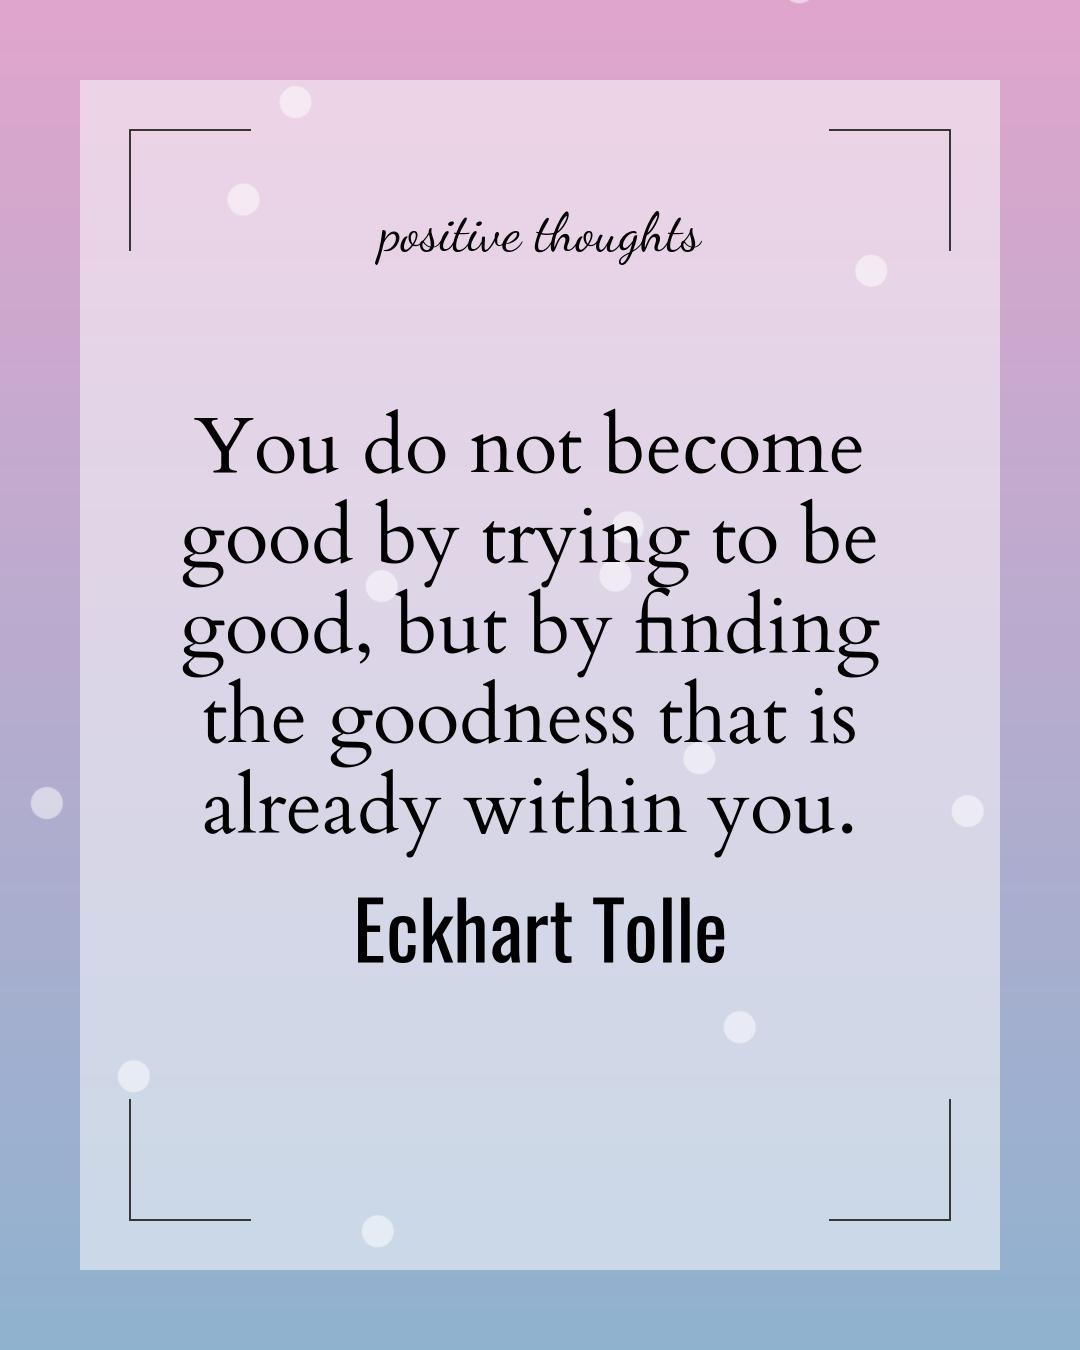 positive thoughts
You do not become
good by trying to be
good, but by finding
the goodness that is
already within you.
Eckhart Tolle